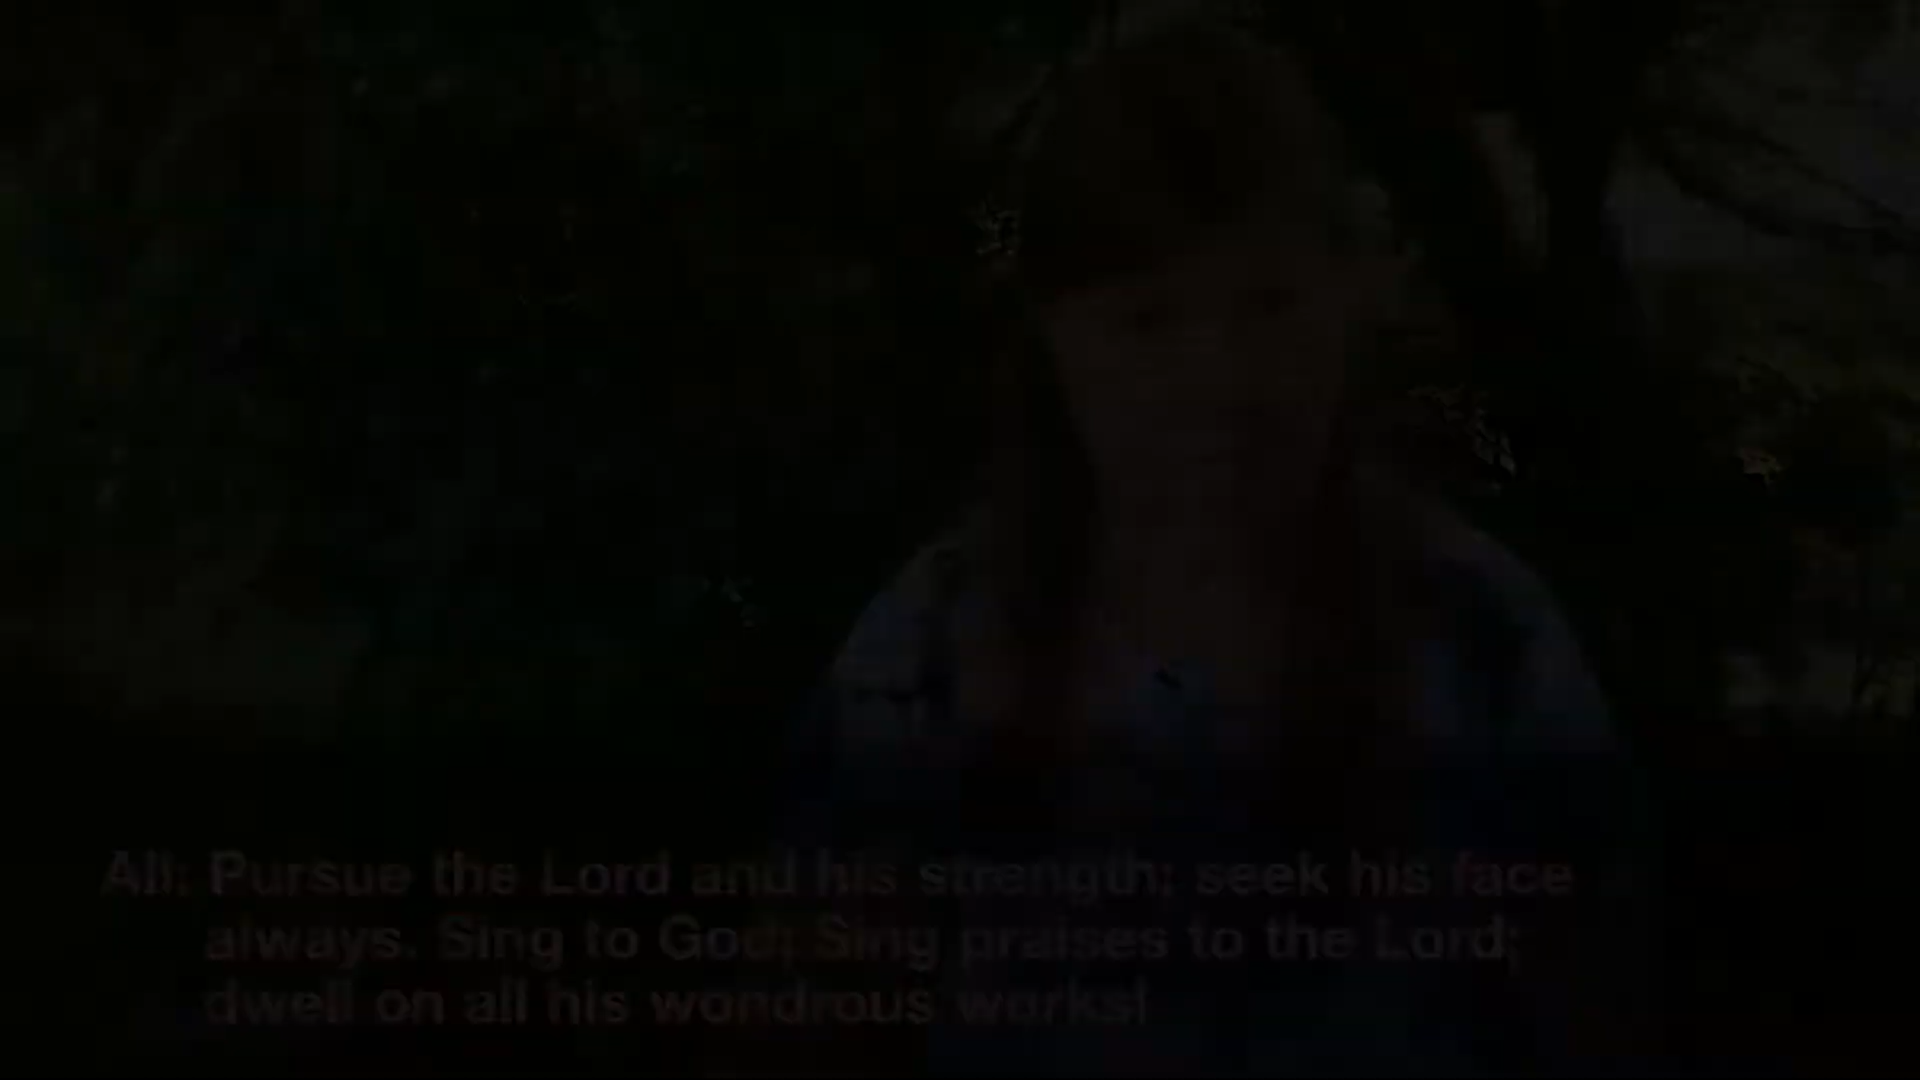 All: Pursue the Lord and his strength; seek his face
always. Sing to God; Sing praises to the Lord;
dwell on all his wondrous works!